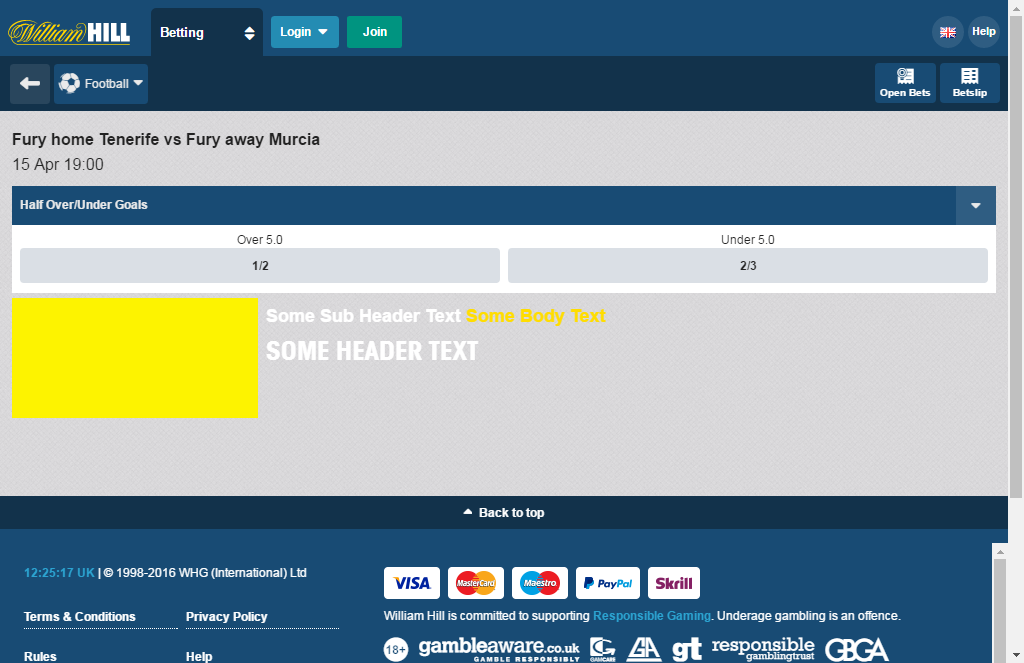 William HILL Betting Login Join Help
Football Open Bets Betslip
Fury home Tenerife vs Fury away Murcia
15 Apr 19:00
Half Over/Under Goals
Over 5.0 Under 5.0
1/2 2/3
Some Sub Header Text Some Body Text
SOME HEADER TEXT
Back to top
12:25:17 UK | © 1998-2016 WHG (International) Ltd
VISA MasterCard Maestro PayPal Skrill
Terms & Conditions Privacy Policy
William Hill is committed to supporting Responsible Gaming. Underage gambling is an offence.
Rules Help
18+ gambleaware.co.uk GAMBLE RESPONSIBLY GAMCARE GA gt responsible gamblingtrust GBGA